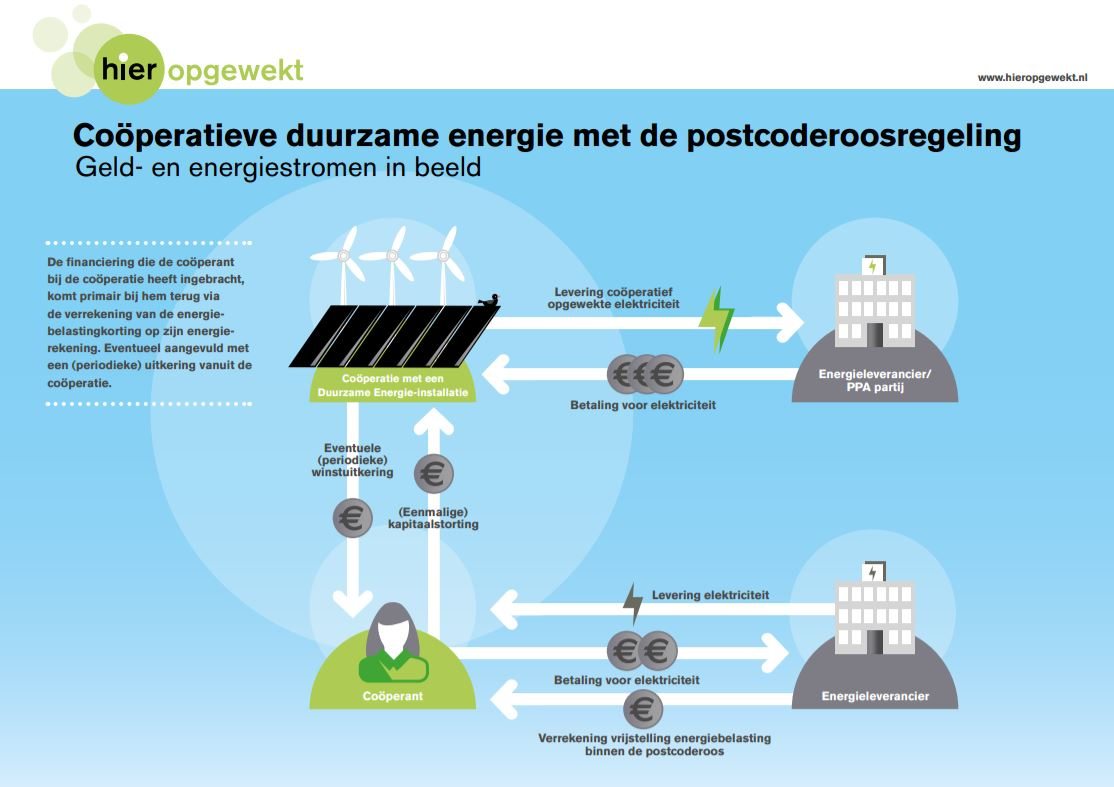 hier opgewekt
www.hieropgewekt.nl
Coöperatieve duurzame energie met de postcoderoosregeling
Geld- en energiestromen in beeld
De financiering die de coöperant
bij de coöperatie heeft ingebracht,
komt primair bij hem terug via
de verrekening van de energie-
belastingkorting op zijn energie-
rekening. Eventueel aangevuld met
een (periodieke) uitkering vanuit de
coöperatie.
Levering coöperatief
opgewekte elektriciteit
€€€
Betaling voor elektriciteit
Coöperatie met een
Duurzame Energie-installatie
Energieleverancier/
PPA partij
Eventuele
(periodieke)
winstuitkering
€
€
(Eenmalige)
kapitaalstorting
Levering elektriciteit
€€
Betaling voor elektriciteit
€
Verrekening vrijstelling energiebelasting
binnen de postcoderoos
Coöperant
Energieleverancier